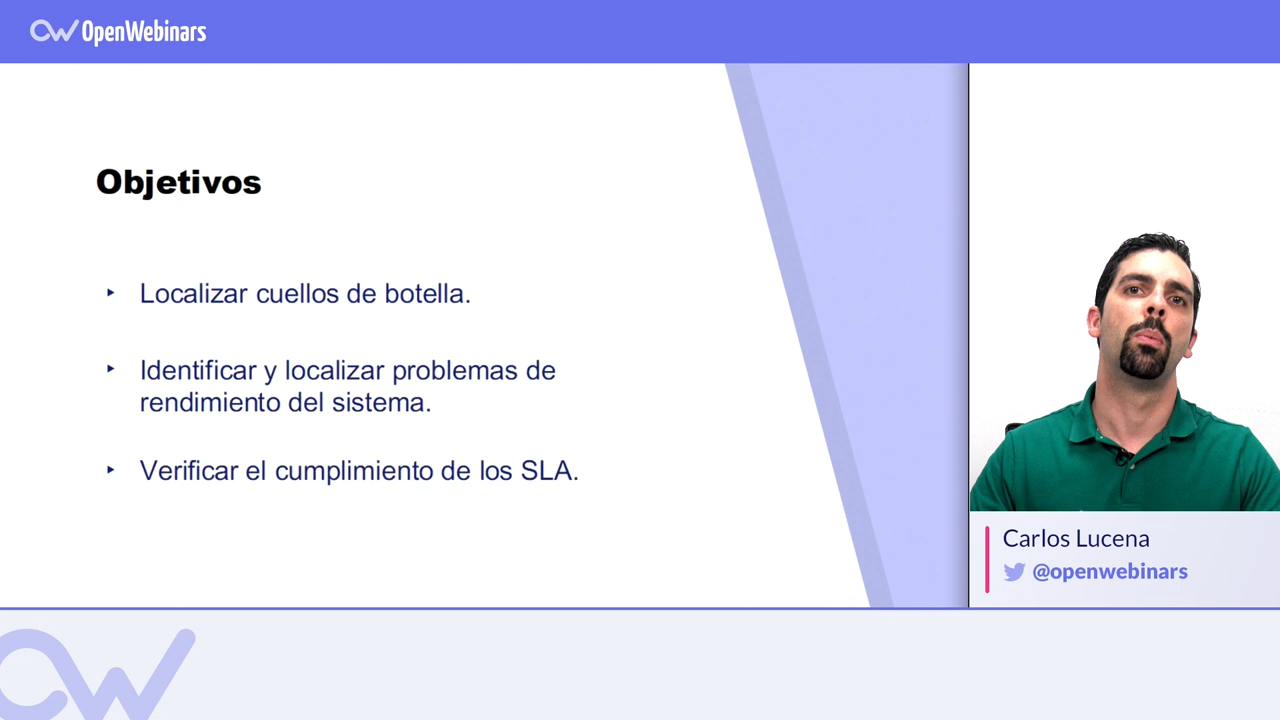 OpenWebinars
Objetivos
‣ Localizar cuellos de botella.
‣ Identificar y localizar problemas de
rendimiento del sistema.
‣ Verificar el cumplimiento de los SLA.
Carlos Lucena
@openwebinars